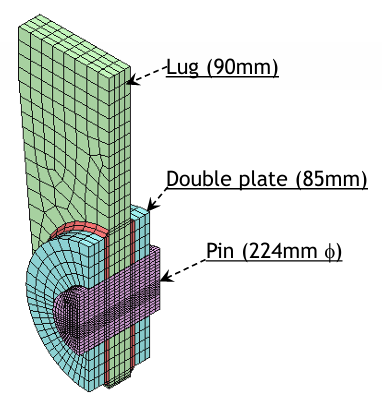 Lug (90mm)
Double plate (85mm)
Pin (224mm ϕ)